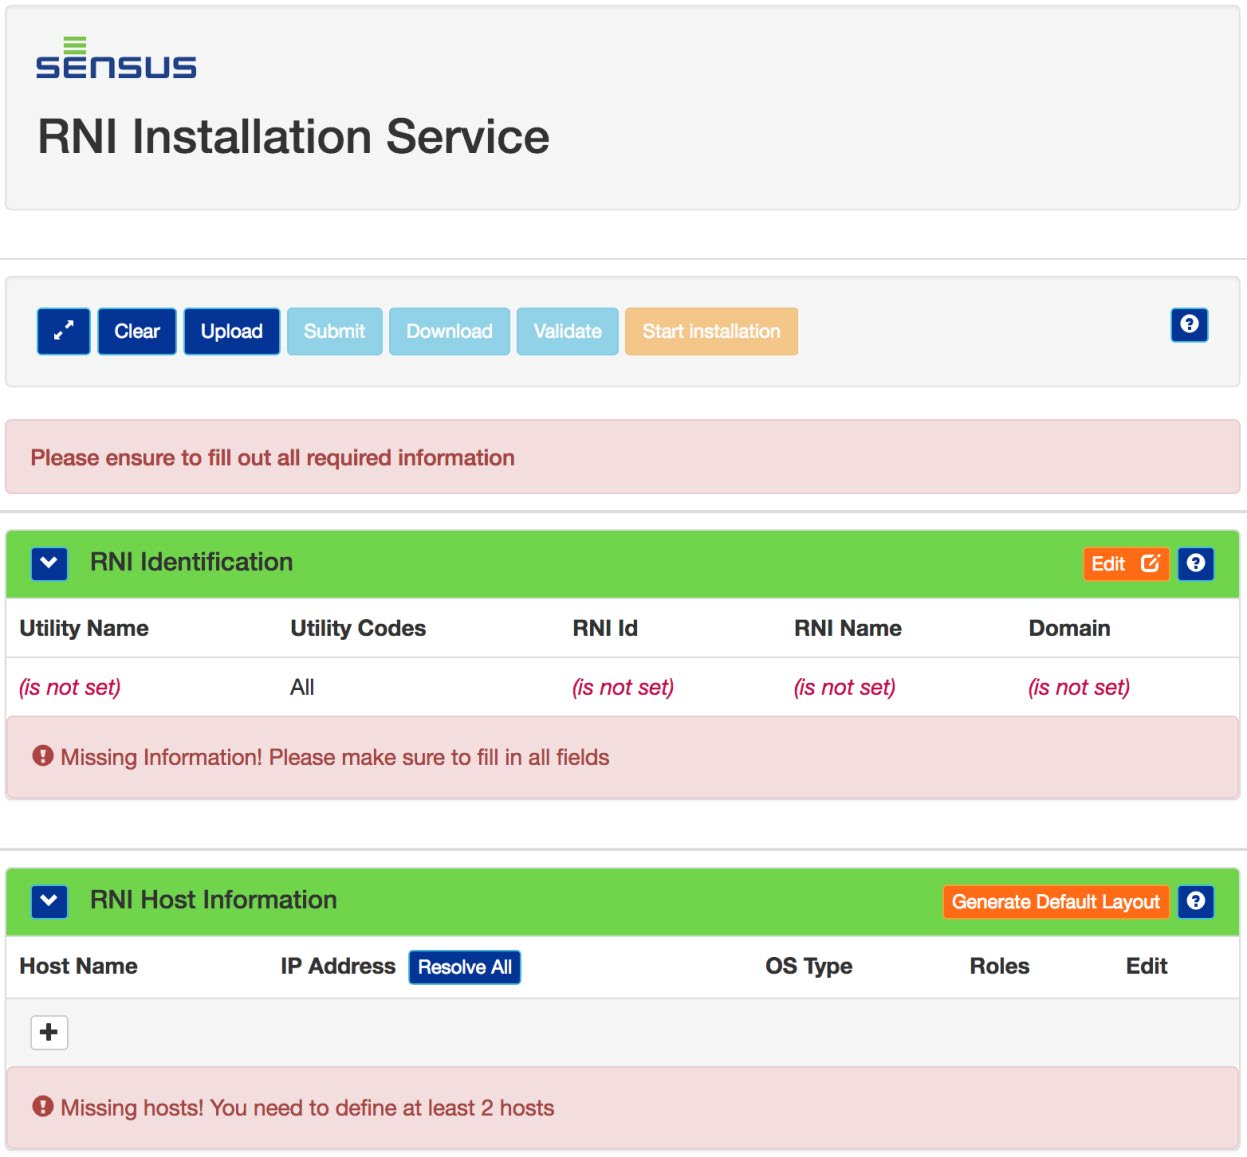 sensus
RNI Installation Service
Clear Upload Submit Download Validate Start installation
Please ensure to fill out all required information
RNI Identification Edit
Utility Name Utility Codes RNI Id RNI Name Domain
(is not set) All (is not set) (is not set) (is not set)
Missing Information! Please make sure to fill in all fields
RNI Host Information Generate Default Layout
Host Name IP Address Resolve All OS Type Roles Edit
Missing hosts! You need to define at least 2 hosts